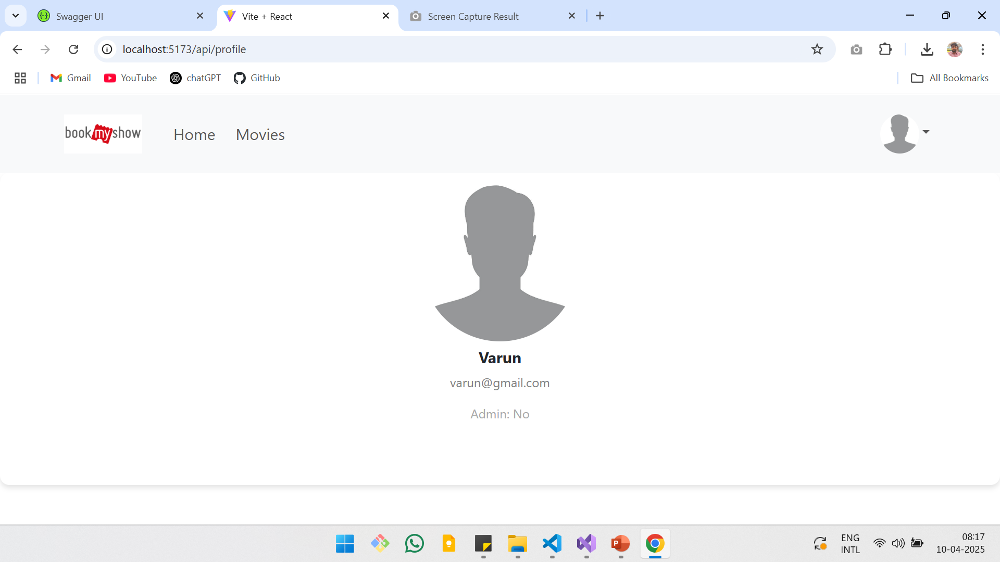 Swagger UI
Vite + React
Screen Capture Result
localhost:5173/api/profile
Gmail
YouTube
chatGPT
GitHub
All Bookmarks
bookmyshow
Home
Movies
Varun
varun@gmail.com
Admin: No
P
ENG
INTL
08:17
10-04-2025